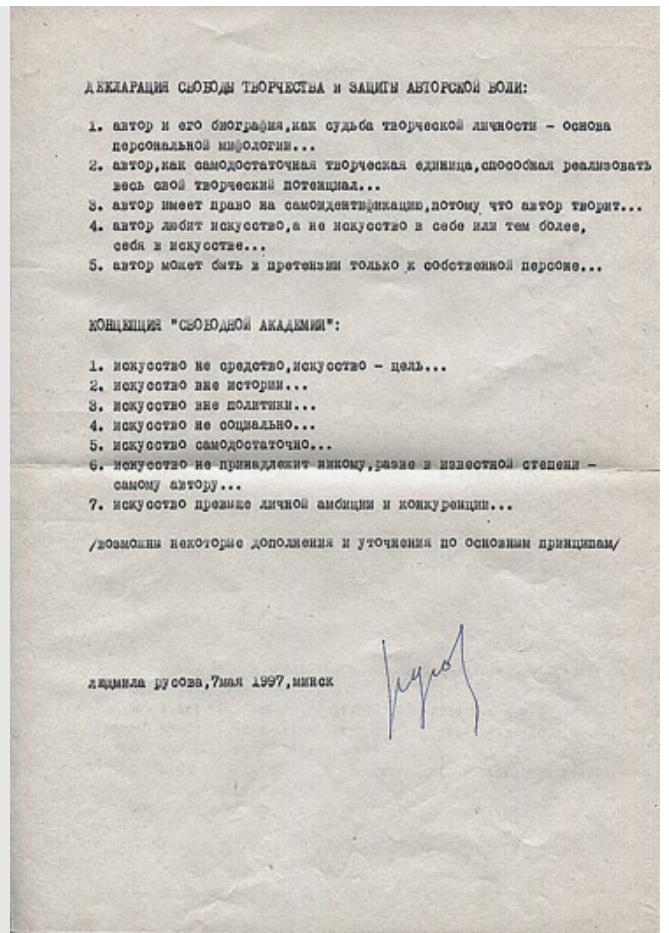 ДЕКЛАРАЦИЯ СВОБОДЫ ТВОРЧЕСТВА И ЗАЩИТЫ АВТОРСКОЙ ВОЛИ:
1. автор и его биография,как судьба творческой личности - основа
персональной мифологии...
2. автор,как самодостаточная творческая единица,способная реализовать
весь свой творческий потенциал...
3. автор имеет право на самоидентификацию,потому что автор творит...
4. автор любит искусство,а не искусство в себе или тем более,
себя в искусстве...
5. автор может быть в претензии только к собственной персоне...
КОНЦЕПЦИЯ "СВОБОДНОЙ АКАДЕМИИ":
1. искусство не средство,искусство - цель...
2. искусство вне истории...
3. искусство вне политики...
4. искусство не социально...
5. искусство самодостаточно...
6. искусство не принадлежит никому,разве в известной степени -
самому автору...
7. искусство превыше личной амбиции и конкуренции...
/возможны некоторые дополнения и уточнения по основным принципам/
людмила русова,7мая 1997,минск